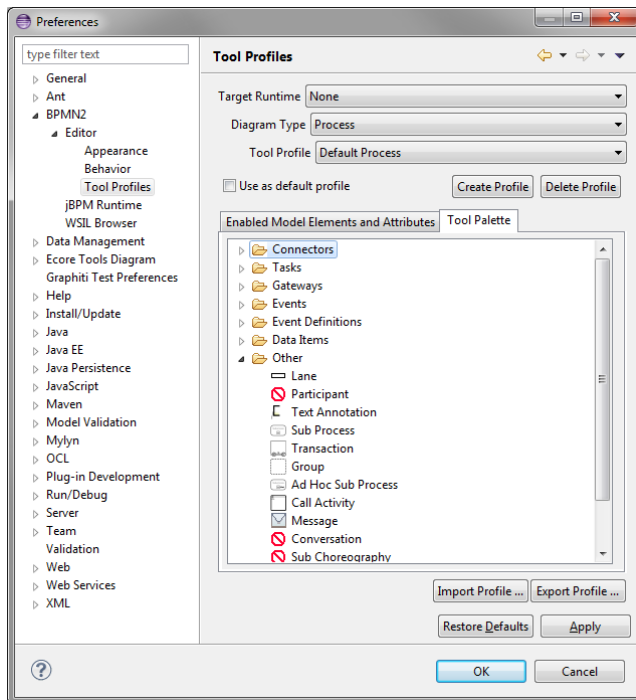 Preferences
type filter text
General
Ant
BPMN2
Editor
Appearance
Behavior
Tool Profiles
jBPM Runtime
WSIL Browser
Data Management
Ecore Tools Diagram
Graphiti Test Preferences
Help
Install/Update
Java
Java EE
Java Persistence
JavaScript
Maven
Model Validation
Mylyn
OCL
Plug-in Development
Run/Debug
Server
Team
Validation
Web
Web Services
XML
Tool Profiles
Target Runtime None
Diagram Type Process
Tool Profile Default Process
Use as default profile Create Profile Delete Profile
Enabled Model Elements and Attributes Tool Palette
Connectors
Tasks
Gateways
Events
Event Definitions
Data Items
Other
Lane
Participant
Text Annotation
Sub Process
Transaction
Group
Ad Hoc Sub Process
Call Activity
Message
Conversation
Sub Choreography
Import Profile ... Export Profile ...
Restore Defaults Apply
? OK Cancel